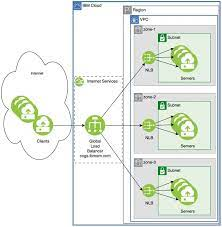 IBM Cloud
Region
VPC
zone-1
Subnet
NLB
Servers
Internet
Internet Services
zone-2
Subnet
NLB
Servers
Clients
Global
Load
Balancer
zone-3
Subnet
NLB
Servers